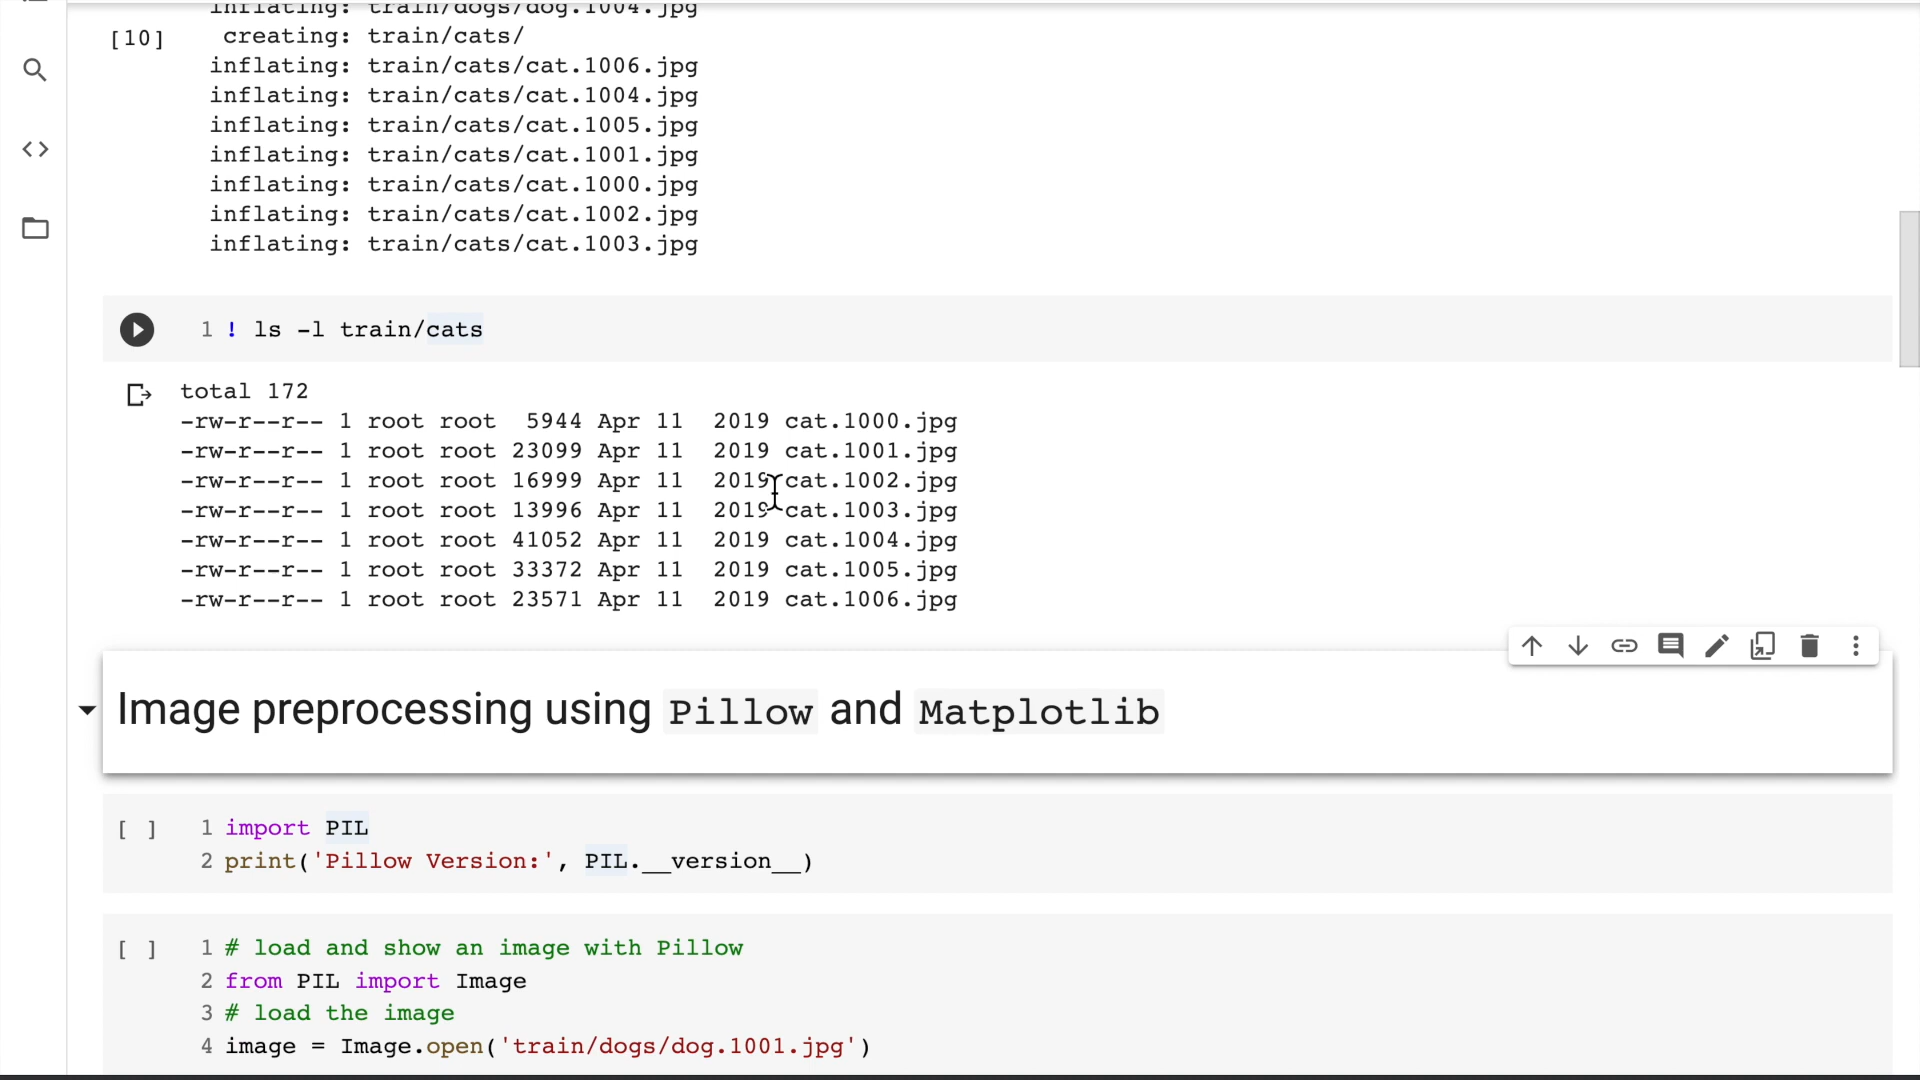 inflating: train/dogs/dog.1004.jpg
[10] creating: train/cats/
inflating: train/cats/cat.1006.jpg
inflating: train/cats/cat.1004.jpg
inflating: train/cats/cat.1005.jpg
inflating: train/cats/cat.1001.jpg
inflating: train/cats/cat.1000.jpg
inflating: train/cats/cat.1002.jpg
inflating: train/cats/cat.1003.jpg
1 ! ls -l train/cats
total 172
-rw-r--r-- 1 root root 5944 Apr 11 2019 cat.1000.jpg
-rw-r--r-- 1 root root 23099 Apr 11 2019 cat.1001.jpg
-rw-r--r-- 1 root root 16999 Apr 11 2019 cat.1002.jpg
-rw-r--r-- 1 root root 13996 Apr 11 2019 cat.1003.jpg
-rw-r--r-- 1 root root 41052 Apr 11 2019 cat.1004.jpg
-rw-r--r-- 1 root root 33372 Apr 11 2019 cat.1005.jpg
-rw-r--r-- 1 root root 23571 Apr 11 2019 cat.1006.jpg
Image preprocessing using Pillow and Matplotlib
[ ] 1 import PIL
2 print('Pillow Version:', PIL.__version__)
[ ] 1 # load and show an image with Pillow
2 from PIL import Image
3 # load the image
4 image = Image.open('train/dogs/dog.1001.jpg')